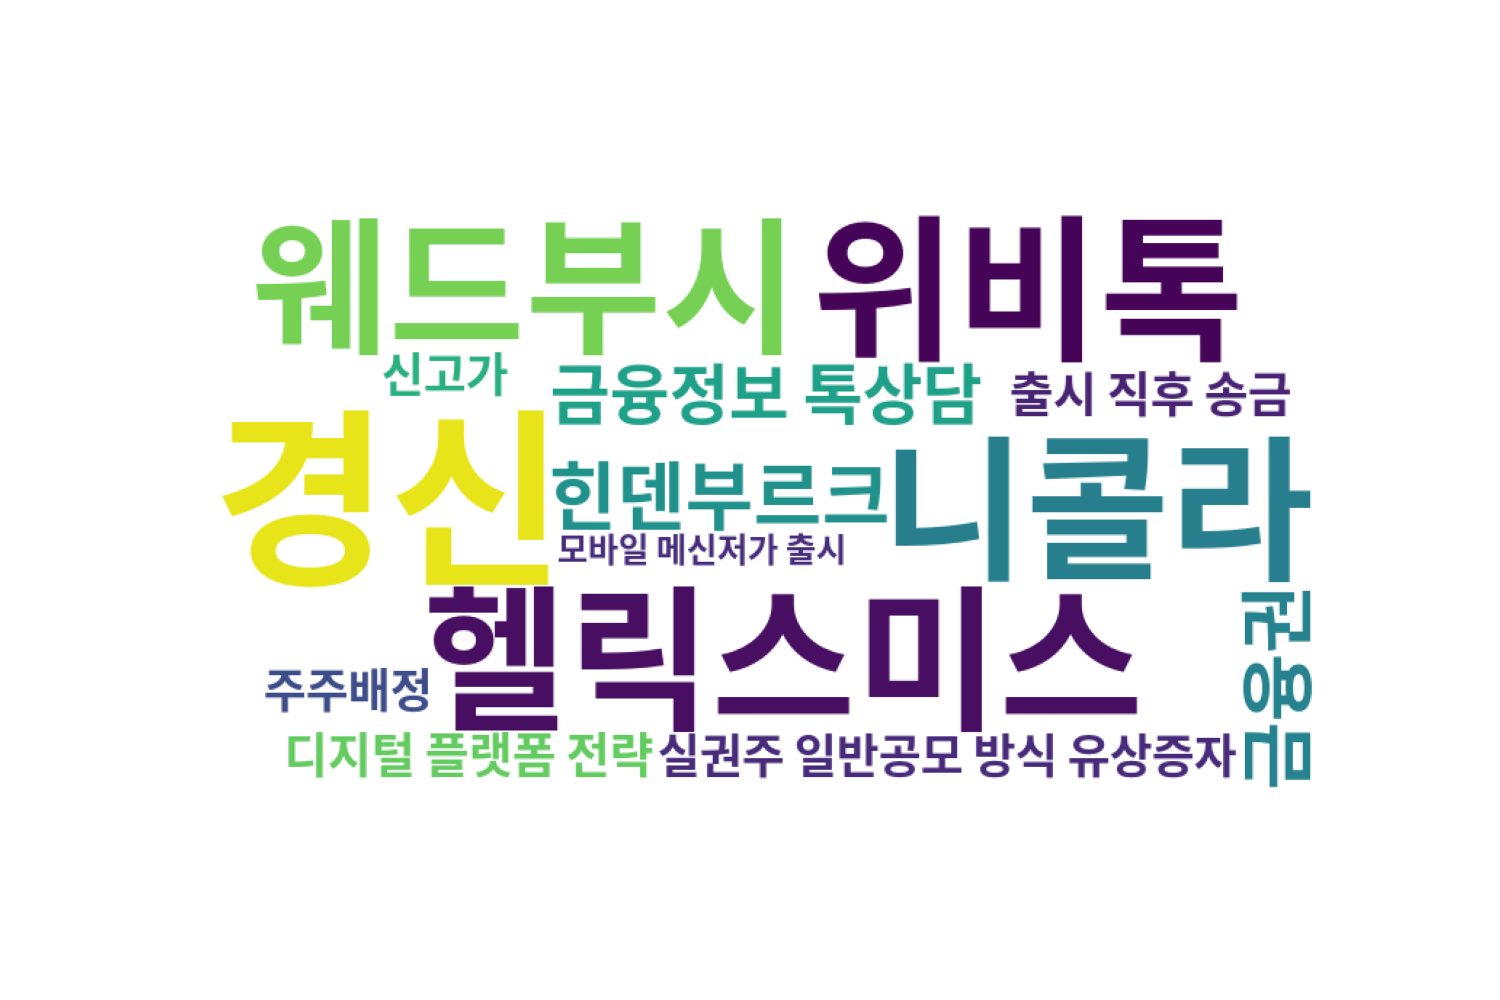 웨드부시 위비톡
신고가 금융정보 톡상담 출시 직후 송금
경신 힌덴부르크 니콜라
모바일 메신저가 출시
헬릭스미스
주주배정
금융권
디지털 플랫폼 전략 실권주 일반공모 방식 유상증자